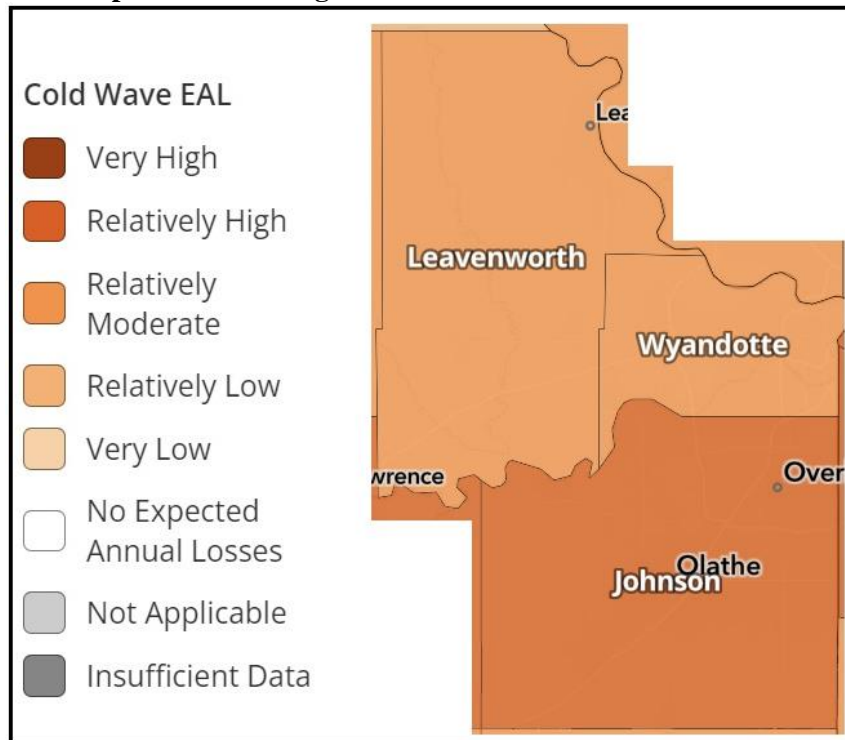 Cold Wave EAL
Very High
Relatively High
Relatively
Moderate
Relatively Low
Very Low
No Expected
Annual Losses
Not Applicable
Insufficient Data
Lea
Leavenworth
Wyandotte
wrence
Over
Olathe
Johnson